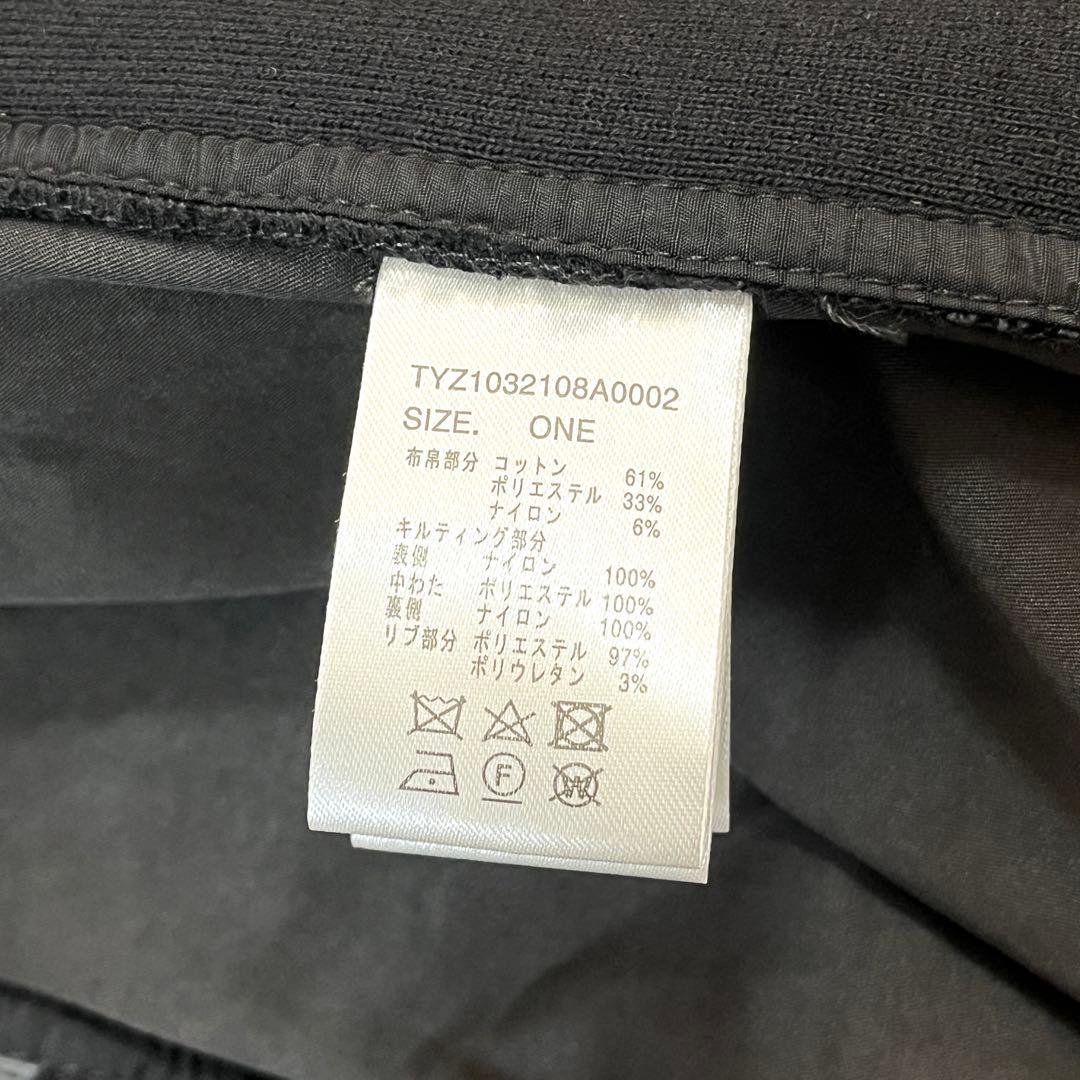 TYZ1032108A0002
SIZE. ONE
布帛部分 コットン 61%
ポリエステル 33%
ナイロン 6%
キルティング部分
表側 ナイロン 100%
中わた ポリエステル 100%
裏側 ナイロン 100%
リブ部分 ポリエステル 97%
ポリウレタン 3%
F W